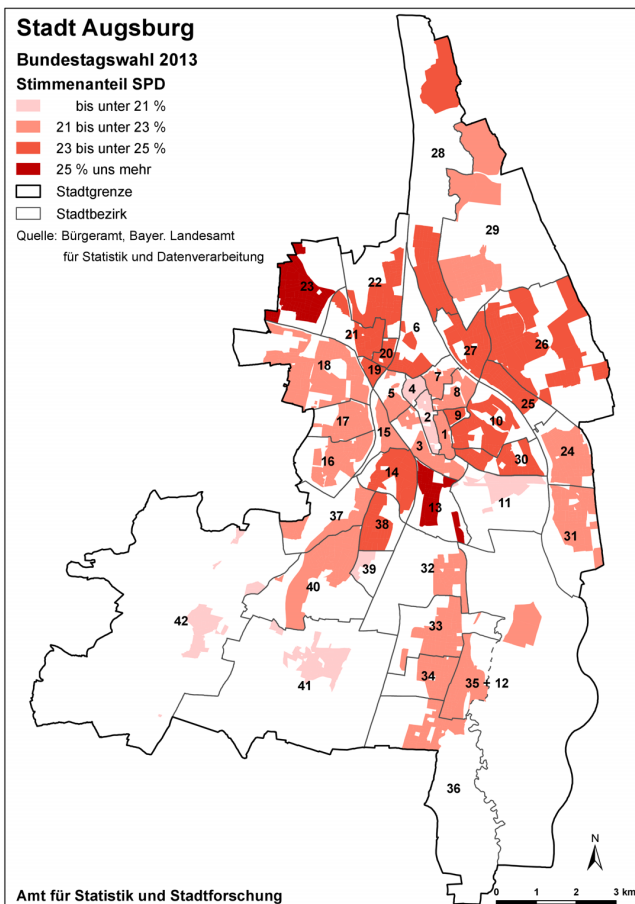 Stadt Augsburg
Bundestagswahl 2013
Stimmenanteil SPD
bis unter 21 %
21 bis unter 23 %
23 bis unter 25 %
25 % uns mehr
Stadtgrenze
Stadtbezirk
Quelle: Bürgeramt, Bayer. Landesamt
für Statistik und Datenverarbeitung
28
29
23
22
6
21
20
27
26
19
18
7
4
5
8
25
2
9
10
17
15
1
3
24
16
30
14
13
11
37
38
31
39
32
40
42
33
41
34
35 + 12
36
N
Amt für Statistik und Stadtforschung
0 1 2 3 km